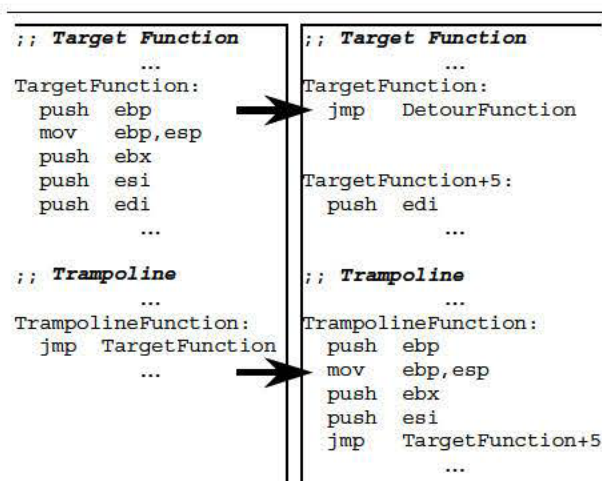 ;; Target Function
...
TargetFunction:
push ebp
mov ebp,esp
push ebx
push esi
push edi
...
;; Trampoline
...
TrampolineFunction:
jmp TargetFunction
...
;; Target Function
...
TargetFunction:
jmp DetourFunction
TargetFunction+5:
push edi
...
;; Trampoline
...
TrampolineFunction:
push ebp
mov ebp,esp
push ebx
push esi
jmp TargetFunction+5
...